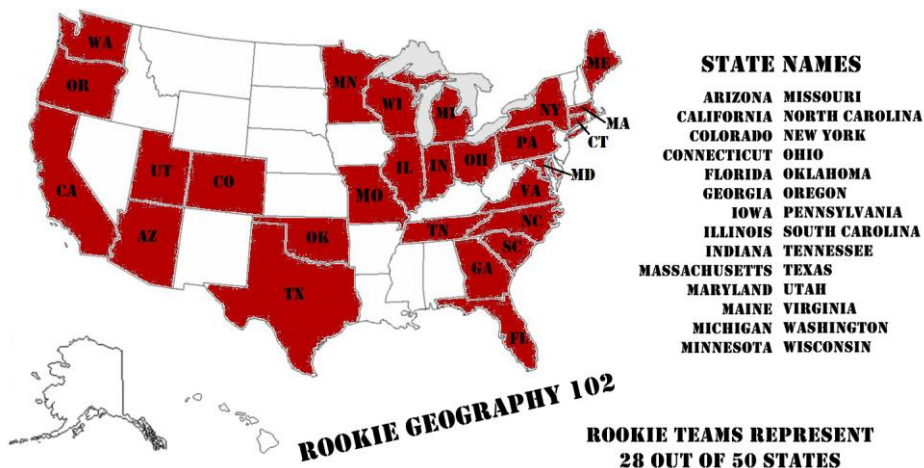 WA
OR
CA
UT
CO
AZ
TX
OK
MN
WI
MI
IL
IN
OH
MO
TN
GA
FL
SC
NC
VA
PA
NY
ME
MA
CT
MD
ROOKIE GEOGRAPHY 102
STATE NAMES
ARIZONA MISSOURI
CALIFORNIA NORTH CAROLINA
COLORADO NEW YORK
CONNECTICUT OHIO
FLORIDA OKLAHOMA
GEORGIA OREGON
IOWA PENNSYLVANIA
ILLINOIS SOUTH CAROLINA
INDIANA TENNESSEE
MASSACHUSETTS TEXAS
MARYLAND UTAH
MAINE VIRGINIA
MICHIGAN WASHINGTON
MINNESOTA WISCONSIN
ROOKIE TEAMS REPRESENT
28 OUT OF 50 STATES